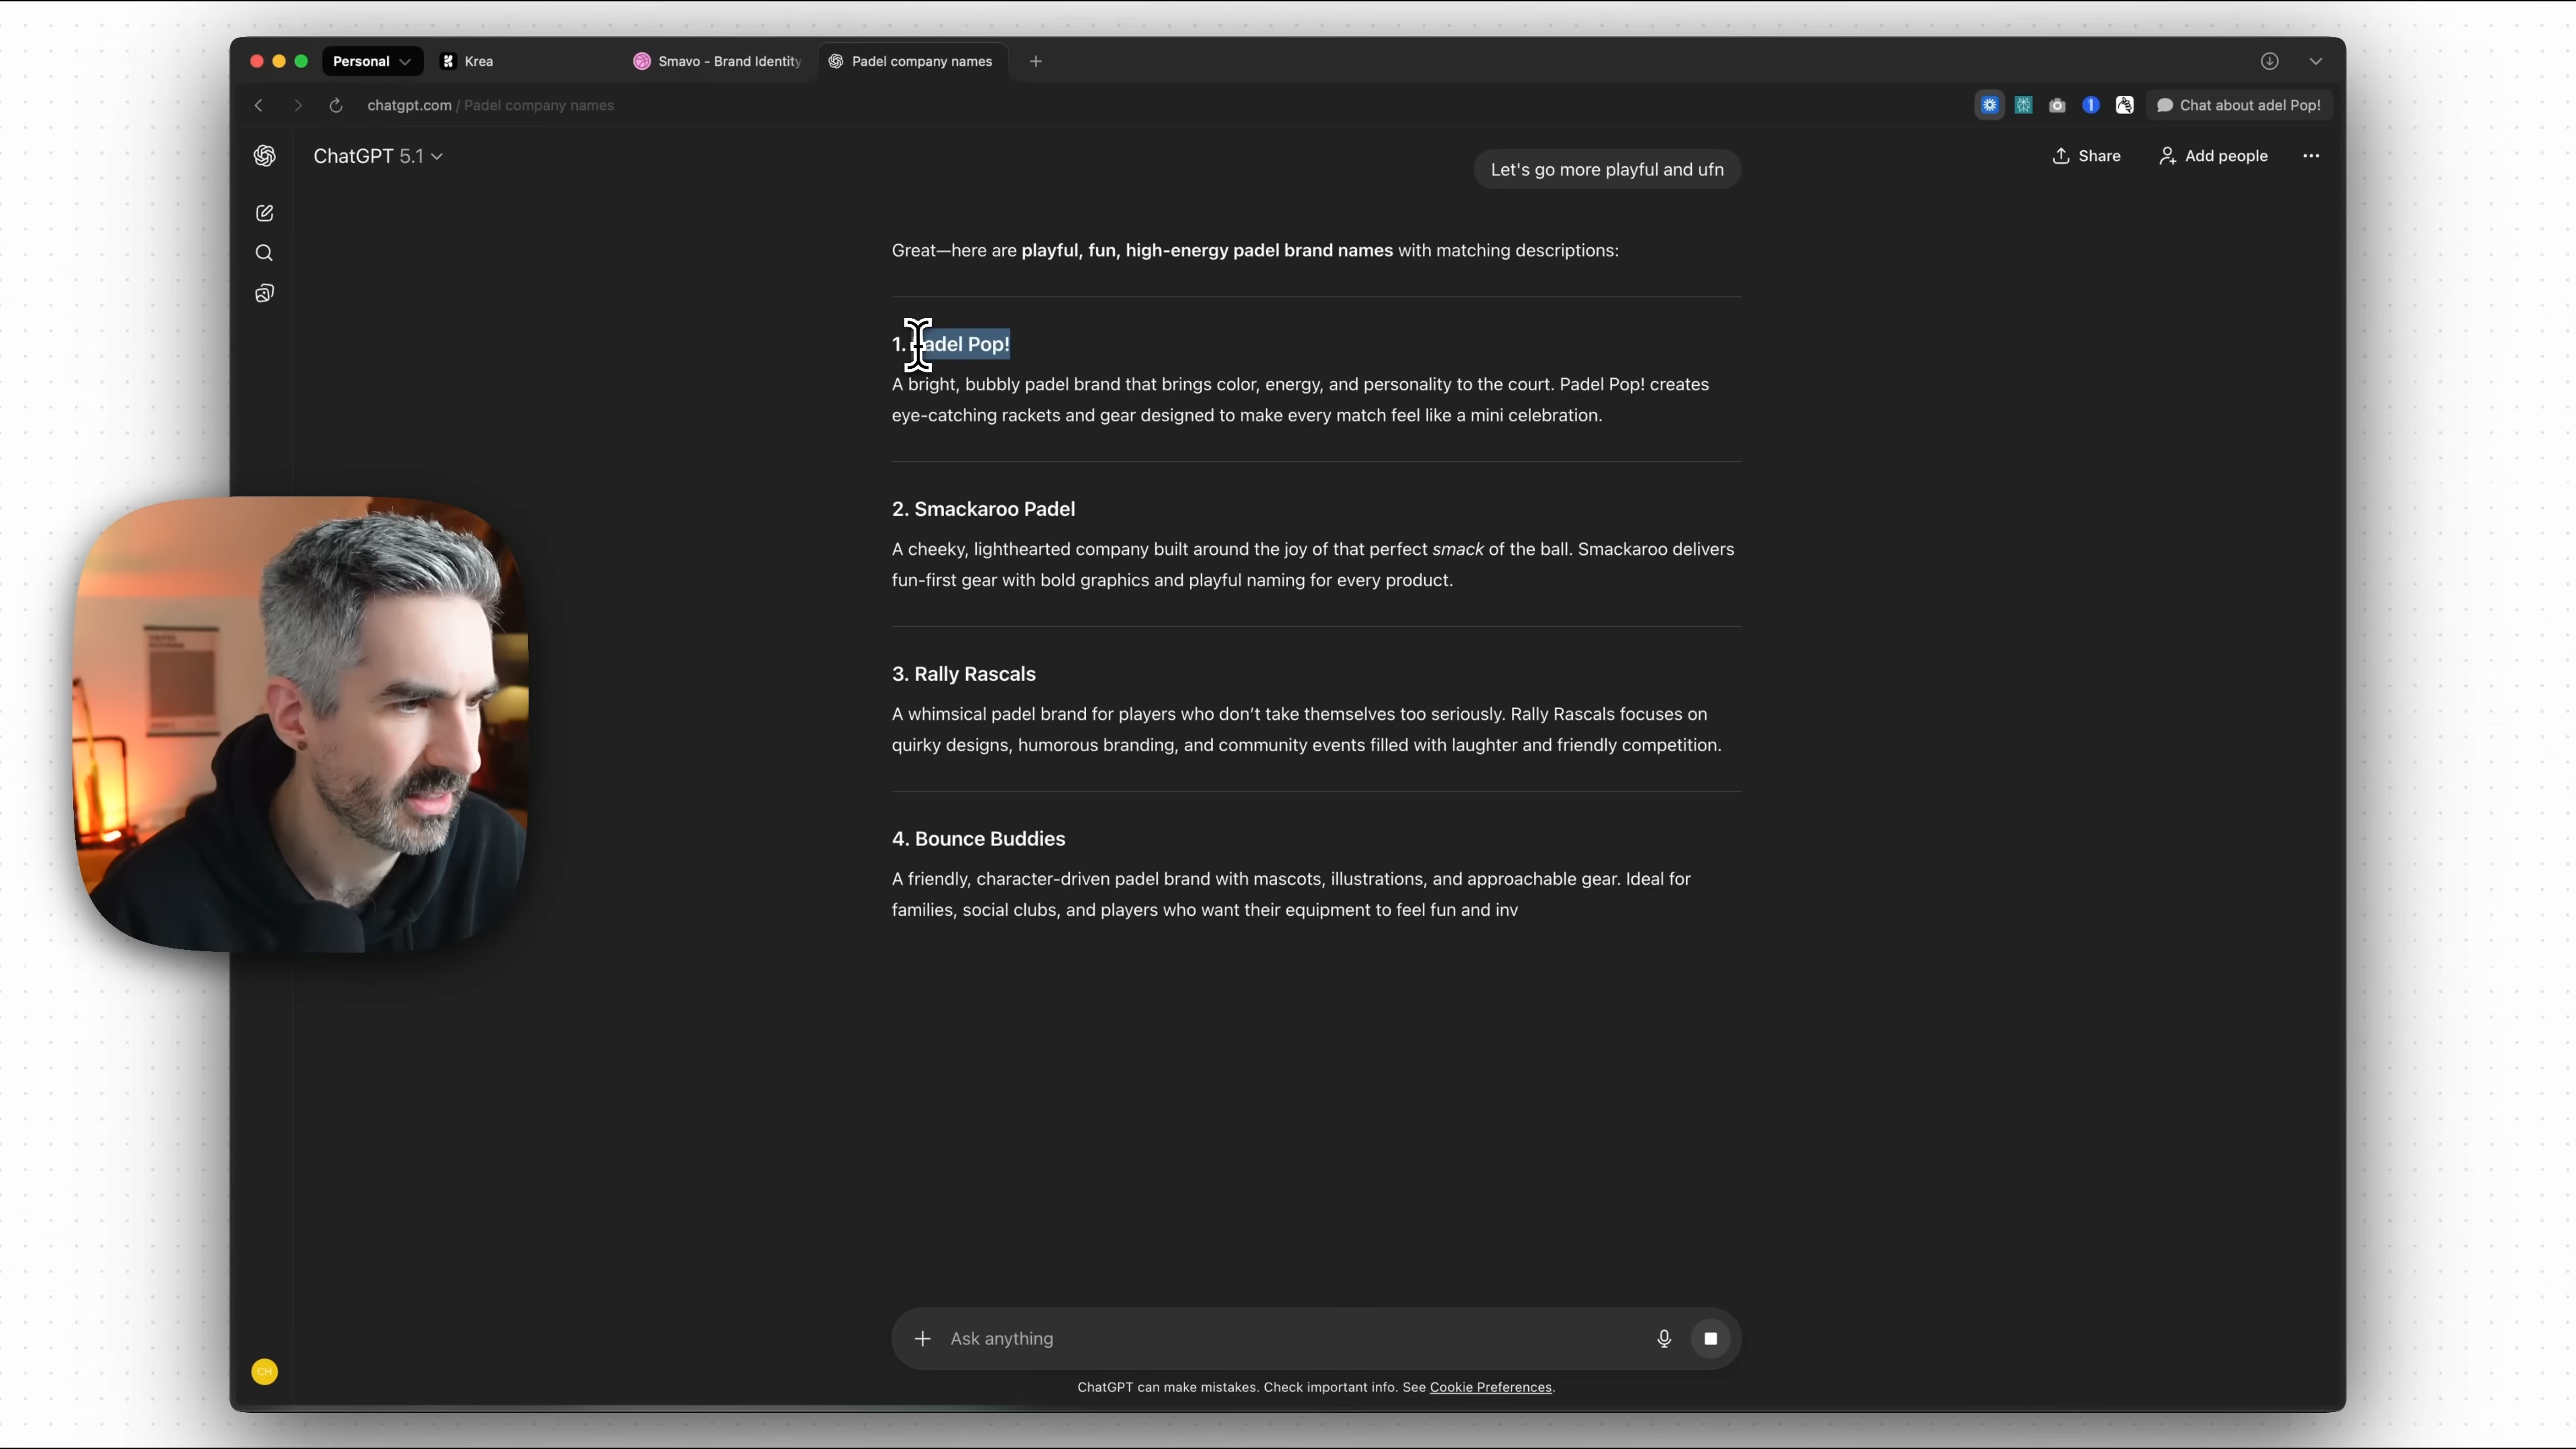 Personal
Krea
Smavo - Brand Identity
Padel company names
chatgpt.com / Padel company names
1
Chat about adel Pop!
ChatGPT 5.1
Share
Add people
Let's go more playful and ufn
Great—here are playful, fun, high-energy padel brand names with matching descriptions:
1. Padel Pop!
A bright, bubbly padel brand that brings color, energy, and personality to the court. Padel Pop! creates
eye-catching rackets and gear designed to make every match feel like a mini celebration.
2. Smackaroo Padel
A cheeky, lighthearted company built around the joy of that perfect smack of the ball. Smackaroo delivers
fun-first gear with bold graphics and playful naming for every product.
3. Rally Rascals
A whimsical padel brand for players who don’t take themselves too seriously. Rally Rascals focuses on
quirky designs, humorous branding, and community events filled with laughter and friendly competition.
4. Bounce Buddies
A friendly, character-driven padel brand with mascots, illustrations, and approachable gear. Ideal for
families, social clubs, and players who want their equipment to feel fun and inv
Ask anything
CH
ChatGPT can make mistakes. Check important info. See Cookie Preferences.